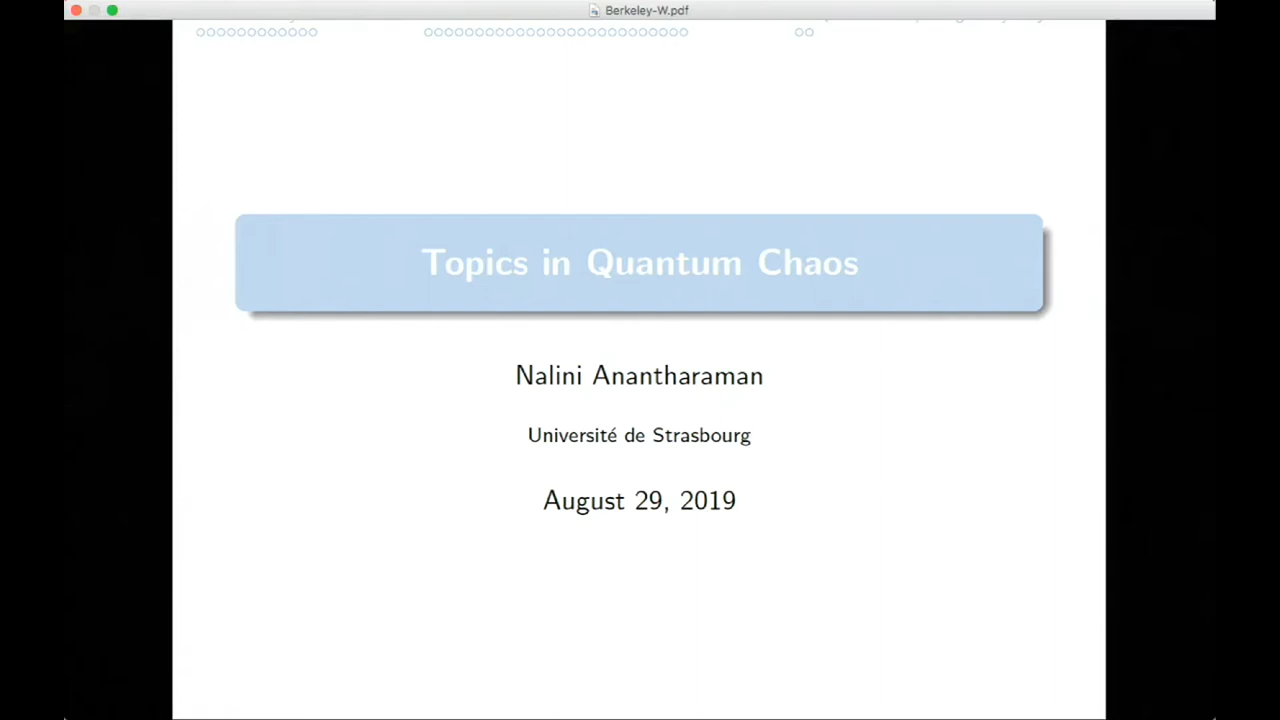 Berkeley-W.pdf
Topics in Quantum Chaos
Nalini Anantharaman
Université de Strasbourg
August 29, 2019